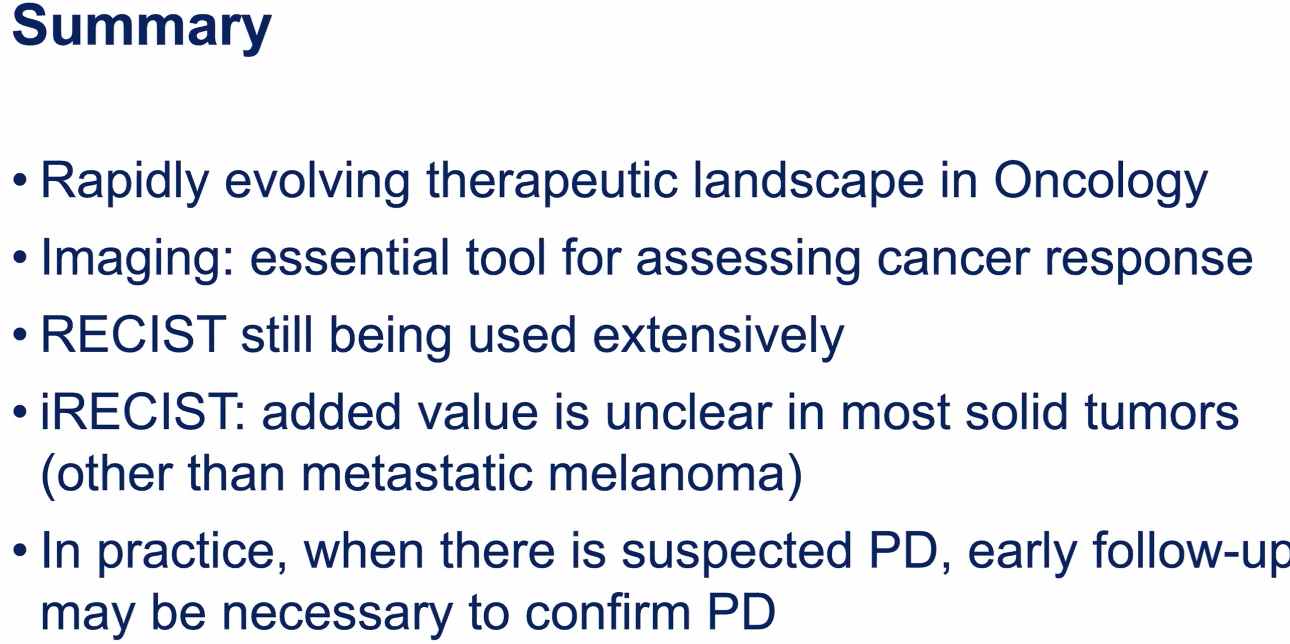 Summary
• Rapidly evolving therapeutic landscape in Oncology
• Imaging: essential tool for assessing cancer response
• RECIST still being used extensively
• iRECIST: added value is unclear in most solid tumors
(other than metastatic melanoma)
• In practice, when there is suspected PD, early follow-up
may be necessary to confirm PD